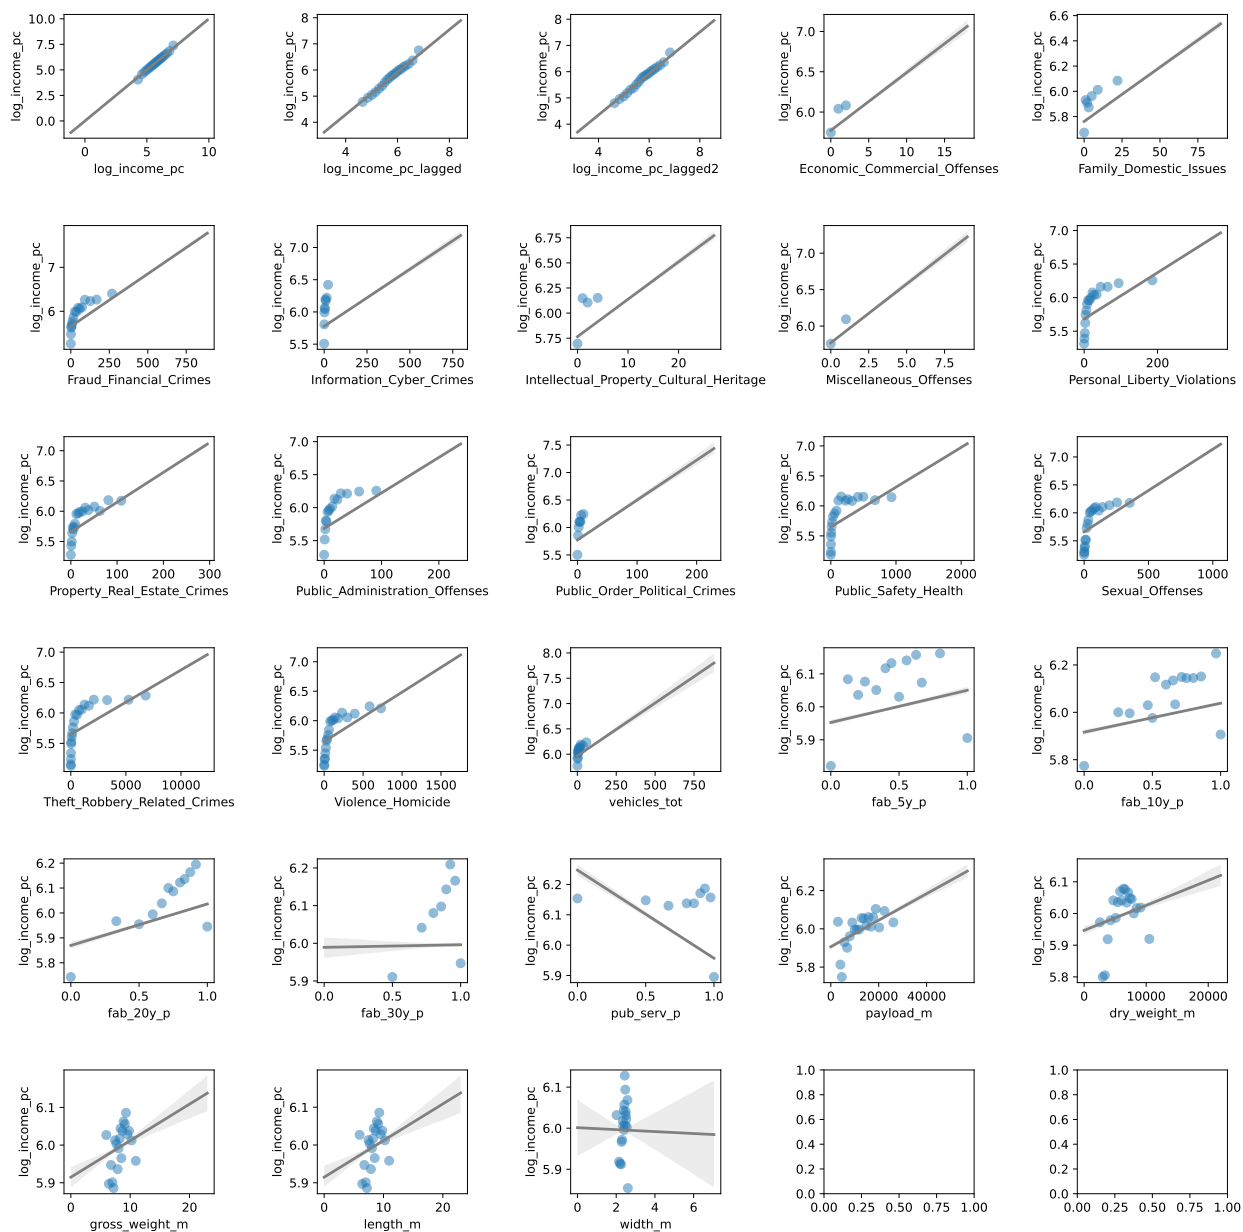 log_income_pc
10.0
7.5
5.0
2.5
0.0
0 5 10
log_income_pc
log_income_pc
8
7
6
5
4
4 6 8
log_income_pc_lagged
log_income_pc
8
7
6
5
4
4 6 8
log_income_pc_lagged2
log_income_pc
7.0
6.5
6.0
0 5 10 15
Economic_Commercial_Offenses
log_income_pc
6.6
6.4
6.2
6.0
5.8
0 25 50 75
Family_Domestic_Issues
log_income_pc
7
6
0 250 500 750
Fraud_Financial_Crimes
log_income_pc
7.0
6.5
6.0
5.5
0 250 500 750
Information_Cyber_Crimes
log_income_pc
6.75
6.50
6.25
6.00
5.75
0 10 20
Intellectual_Property_Cultural_Heritage
log_income_pc
7.0
6.5
6.0
0.0 2.5 5.0 7.5
Miscellaneous_Offenses
log_income_pc
7.0
6.5
6.0
5.5
0 200
Personal_Liberty_Violations
log_income_pc
7.0
6.5
6.0
5.5
0 100 200 300
Property_Real_Estate_Crimes
log_income_pc
7.0
6.5
6.0
5.5
0 100 200
Public_Administration_Offenses
log_income_pc
7.5
7.0
6.5
6.0
5.5
0 100 200
Public_Order_Political_Crimes
log_income_pc
7.0
6.5
6.0
5.5
0 1000 2000
Public_Safety_Health
log_income_pc
7.0
6.5
6.0
5.5
0 500 1000
Sexual_Offenses
log_income_pc
7.0
6.5
6.0
5.5
0 5000 10000
Theft_Robbery_Related_Crimes
log_income_pc
7.0
6.5
6.0
5.5
0 500 1000 1500
Violence_Homicide
log_income_pc
8.0
7.5
7.0
6.5
6.0
0 250 500 750
vehicles_tot
log_income_pc
6.1
6.0
5.9
0.0 0.5 1.0
fab_5y_p
log_income_pc
6.2
6.0
5.8
0.0 0.5 1.0
fab_10y_p
log_income_pc
6.2
6.1
6.0
5.9
5.8
0.0 0.5 1.0
fab_20y_p
log_income_pc
6.2
6.1
6.0
5.9
0.0 0.5 1.0
fab_30y_p
log_income_pc
6.2
6.1
6.0
5.9
0.0 0.5 1.0
pub_serv_p
log_income_pc
6.2
6.0
5.8
0 20000 40000
payload_m
log_income_pc
6.1
6.0
5.9
5.8
0 10000 20000
dry_weight_m
log_income_pc
6.1
6.0
5.9
0 10 20
gross_weight_m
log_income_pc
6.1
6.0
5.9
0 10 20
length_m
log_income_pc
6.1
6.0
5.9
0 2 4 6
width_m
1.0
0.8
0.6
0.4
0.2
0.0
0.00 0.25 0.50 0.75 1.00
1.0
0.8
0.6
0.4
0.2
0.0
0.00 0.25 0.50 0.75 1.00